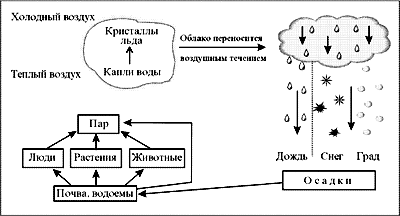 Холодный воздух
Кристаллы
льда
Облако переносится
воздушным течением
Теплый воздух
Капли воды
Пар
Люди
Растения
Животные
Почва, водоемы
Дождь
Снег
Град
Осадки